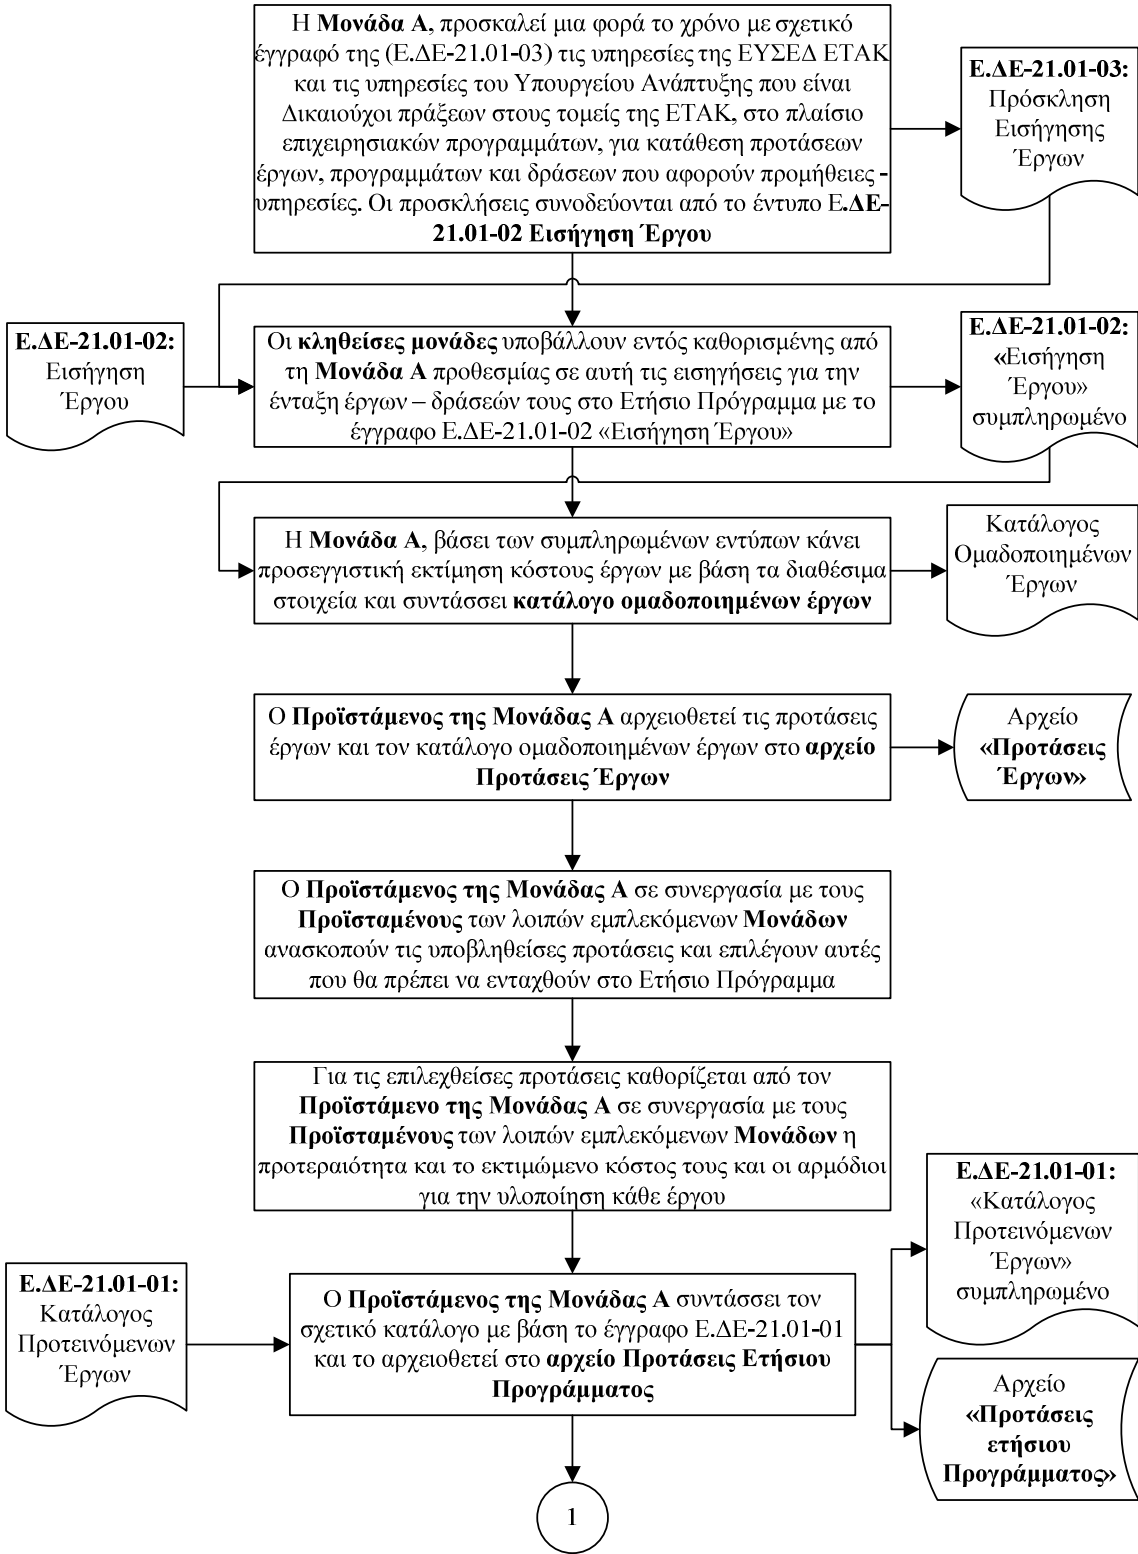 Η Μονάδα Α, προσκαλεί μια φορά το χρόνο με σχετικό
έγγραφό της (Ε.ΔΕ-21.01-03) τις υπηρεσίες της ΕΥΣΕΔ ΕΤΑΚ
και τις υπηρεσίες του Υπουργείου Ανάπτυξης που είναι
Δικαιούχοι πράξεων στους τομείς της ΕΤΑΚ, στο πλαίσιο
επιχειρησιακών προγραμμάτων, για κατάθεση προτάσεων
έργων, προγραμμάτων και δράσεων που αφορούν προμήθειες -
υπηρεσίες. Οι προσκλήσεις συνοδεύονται από το έντυπο Ε.ΔΕ-
21.01-02 Εισήγηση Έργου
Ε.ΔΕ-21.01-03:
Πρόσκληση
Εισήγησης
Έργων
Ε.ΔΕ-21.01-02:
Εισήγηση
Έργου
Οι κληθείσες μονάδες υποβάλλουν εντός καθορισμένης από
τη Μονάδα Α προθεσμίας σε αυτή τις εισηγήσεις για την
ένταξη έργων – δράσεών τους στο Ετήσιο Πρόγραμμα με το
έγγραφο Ε.ΔΕ-21.01-02 «Εισήγηση Έργου»
Ε.ΔΕ-21.01-02:
«Εισήγηση
Έργου»
συμπληρωμένο
Η Μονάδα Α, βάσει των συμπληρωμένων εντύπων κάνει
προσεγγιστική εκτίμηση κόστους έργων με βάση τα διαθέσιμα
στοιχεία και συντάσσει κατάλογο ομαδοποιημένων έργων
Κατάλογος
Ομαδοποιημένων
Έργων
Ο Προϊστάμενος της Μονάδας Α αρχειοθετεί τις προτάσεις
έργων και τον κατάλογο ομαδοποιημένων έργων στο αρχείο
Προτάσεις Έργων
Αρχείο
«Προτάσεις
Έργων»
Ο Προϊστάμενος της Μονάδας Α σε συνεργασία με τους
Προϊσταμένους των λοιπών εμπλεκόμενων Μονάδων
ανασκοπούν τις υποβληθείσες προτάσεις και επιλέγουν αυτές
που θα πρέπει να ενταχθούν στο Ετήσιο Πρόγραμμα
Για τις επιλεχθείσες προτάσεις καθορίζεται από τον
Προϊστάμενο της Μονάδας Α σε συνεργασία με τους
Προϊσταμένους των λοιπών εμπλεκόμενων Μονάδων η
προτεραιότητα και το εκτιμώμενο κόστος τους και οι αρμόδιοι
για την υλοποίηση κάθε έργου
Ε.ΔΕ-21.01-01:
«Κατάλογος
Προτεινόμενων
Έργων»
συμπληρωμένο
Ε.ΔΕ-21.01-01:
Κατάλογος
Προτεινόμενων
Έργων
Ο Προϊστάμενος της Μονάδας Α συντάσσει τον
σχετικό κατάλογο με βάση το έγγραφο Ε.ΔΕ-21.01-01
και το αρχειοθετεί στο αρχείο Προτάσεις Ετήσιου
Προγράμματος
Αρχείο
«Προτάσεις
ετήσιου
Προγράμματος»
1